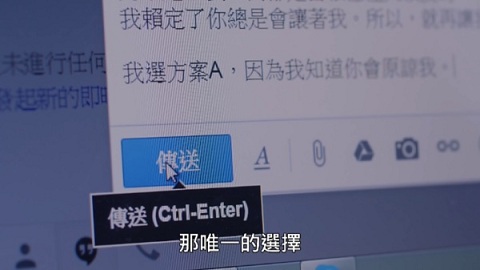 我賴定了你總是會讓著我。所以，就再讓
未進行任何
我選方案A，因為我知道你會原諒我。
發起新的即時
傳送
A
傳送 (Ctrl-Enter)
那唯一的選擇